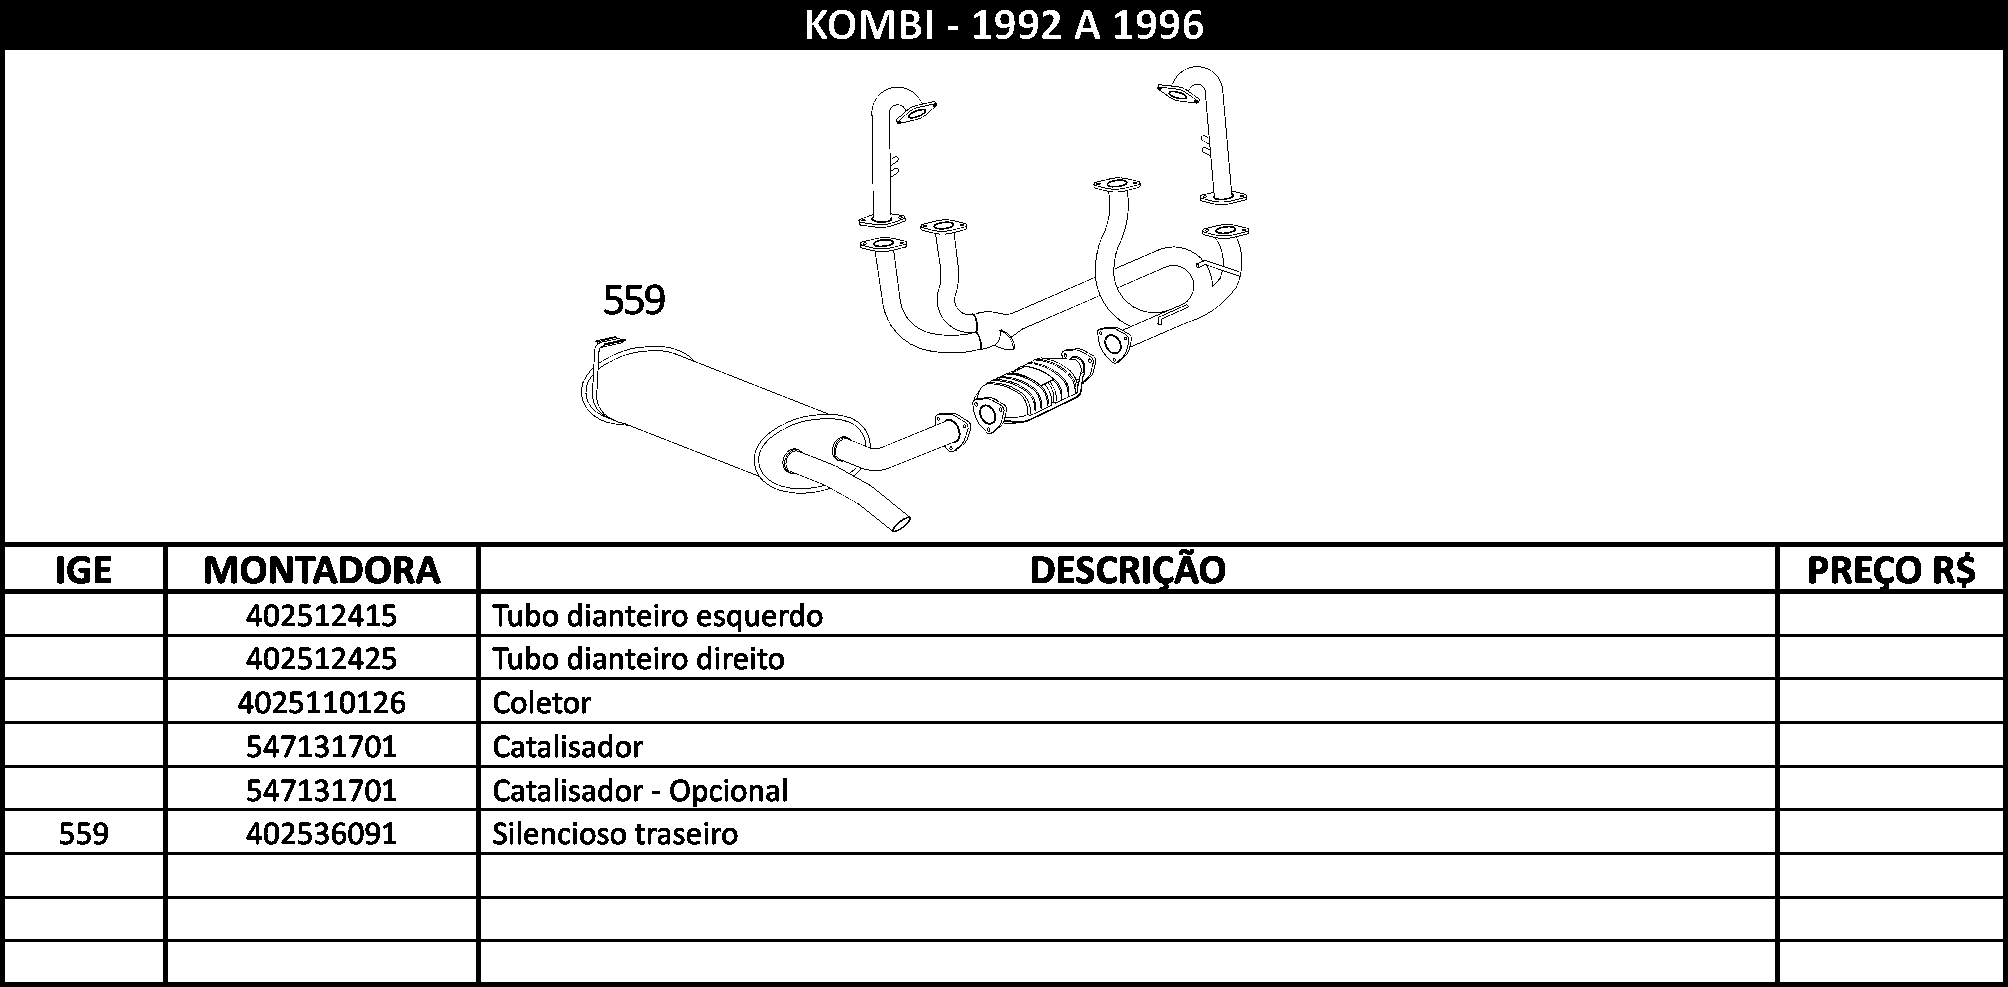 KOMBI - 1992 A 1996
559
IGE MONTADORA DESCRIÇÃO PREÇO R$
402512415 Tubo dianteiro esquerdo
402512425 Tubo dianteiro direito
4025110126 Coletor
547131701 Catalisador
547131701 Catalisador - Opcional
559 402536091 Silencioso traseiro